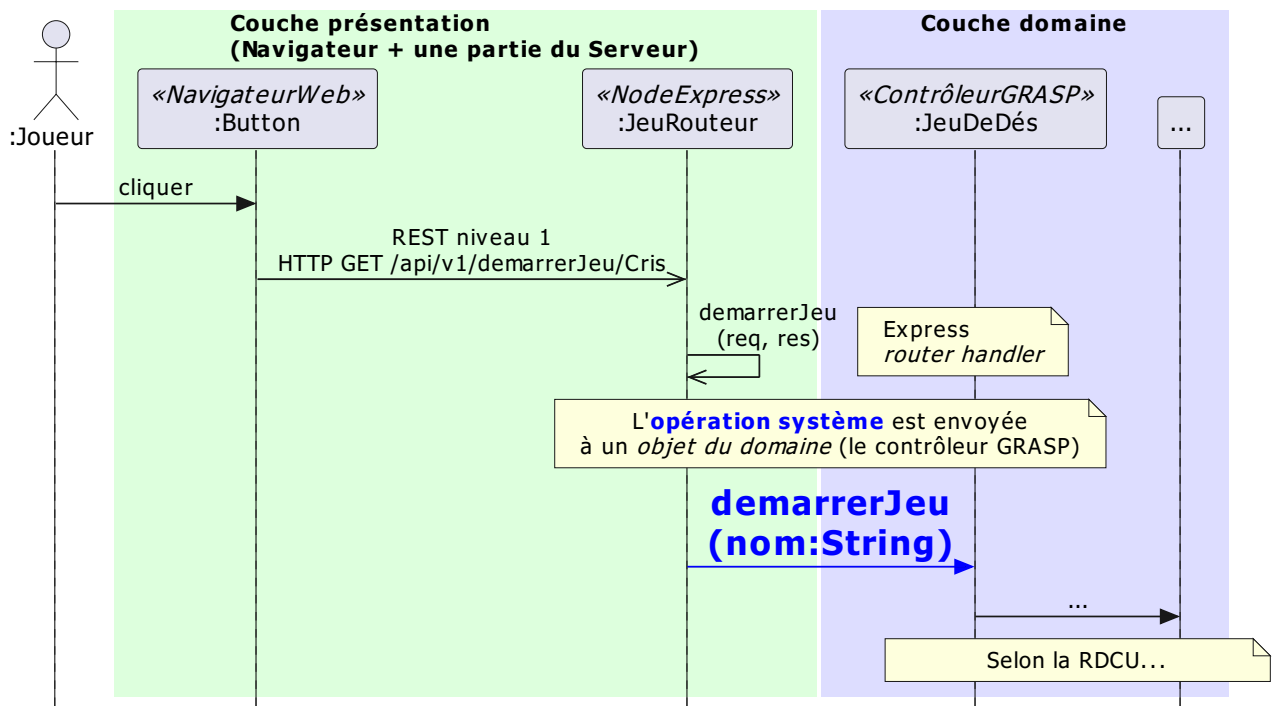 Couche présentation
(Navigateur + une partie du Serveur)
Couche domaine
:Joueur
«NavigateurWeb»
:Button
«NodeExpress»
:JeuRouteur
«ContrôleurGRASP»
:JeuDeDés
...
cliquer
REST niveau 1
HTTP GET /api/v1/demarrerJeu/Cris
demarrerJeu
(req, res)
Express
router handler
L'opération système est envoyée
à un objet du domaine (le contrôleur GRASP)
demarrerJeu
(nom:String)
...
Selon la RDCU...